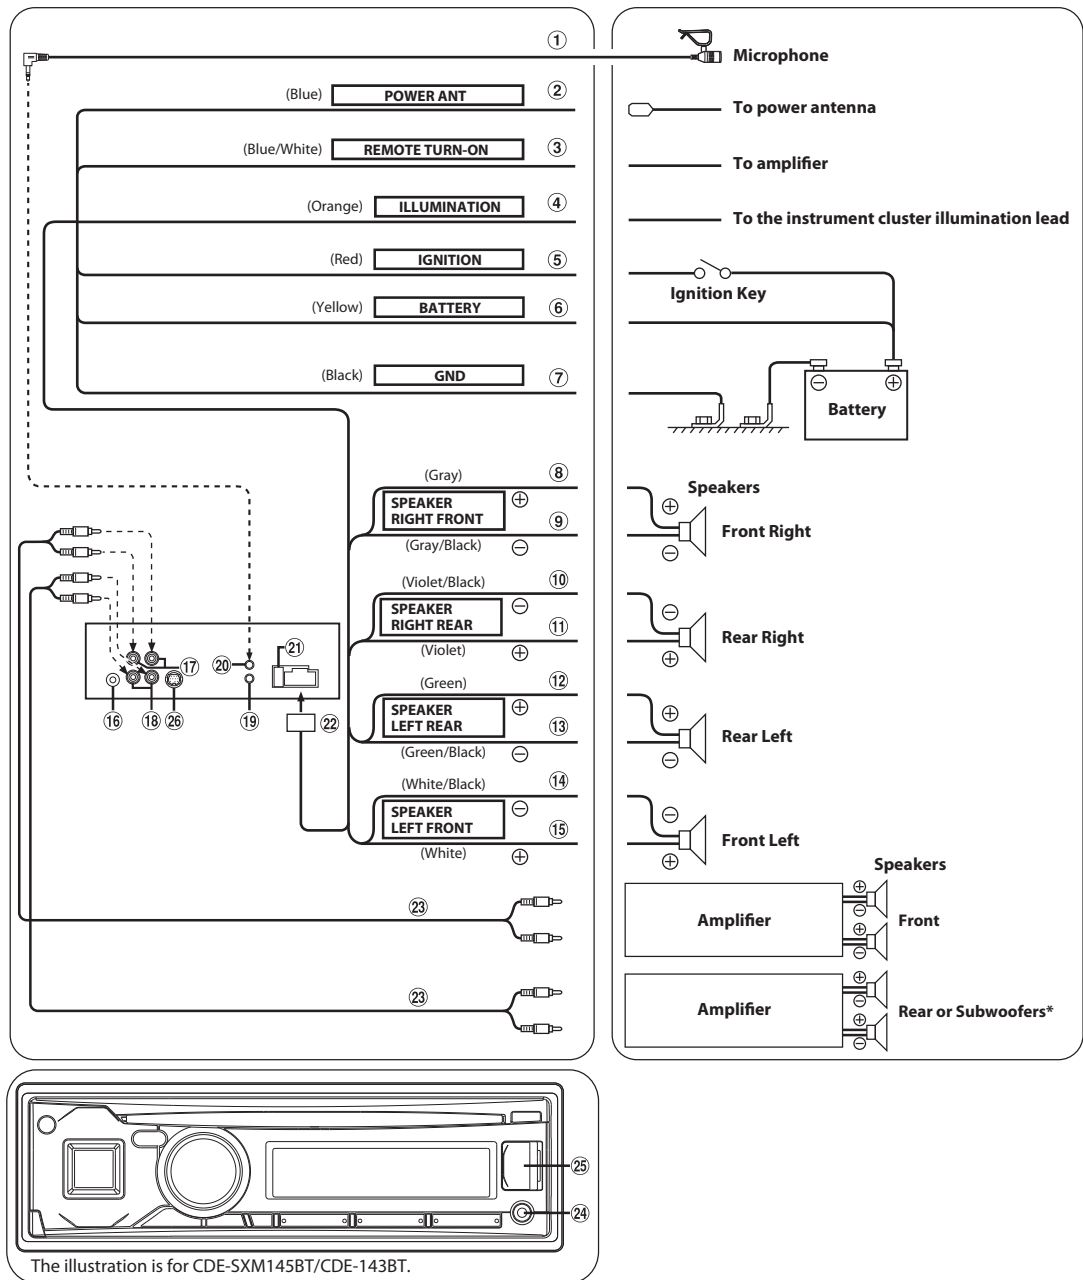 ① Microphone
(Blue) POWER ANT ② To power antenna
(Blue/White) REMOTE TURN-ON ③ To amplifier
(Orange) ILLUMINATION ④ To the instrument cluster illumination lead
(Red) IGNITION ⑤ Ignition Key
(Yellow) BATTERY ⑥
(Black) GND ⑦
⊖ ⊕
Battery
Speakers
(Gray) ⑧
SPEAKER
RIGHT FRONT ⊕
⑨
(Gray/Black) ⊖
⊕
Front Right
⊖
(Violet/Black) ⑩
SPEAKER
RIGHT REAR ⊖
⑪
(Violet) ⊕
⊖
Rear Right
⊕
(Green) ⑫
SPEAKER
LEFT REAR ⊕
⑬
(Green/Black) ⊖
⊕
Rear Left
⊖
(White/Black) ⑭
SPEAKER
LEFT FRONT ⊖
⑮
(White) ⊕
⊖
Front Left
⊕
⑰ ⑳ ㉑
⑯ ⑱ ㉖ ⑲ ㉒
Speakers
㉓
Amplifier
⊕
⊖
⊕
⊖
Front
㉓
Amplifier
⊕
⊖
⊕
⊖
Rear or Subwoofers*
㉕
㉔
The illustration is for CDE-SXM145BT/CDE-143BT.